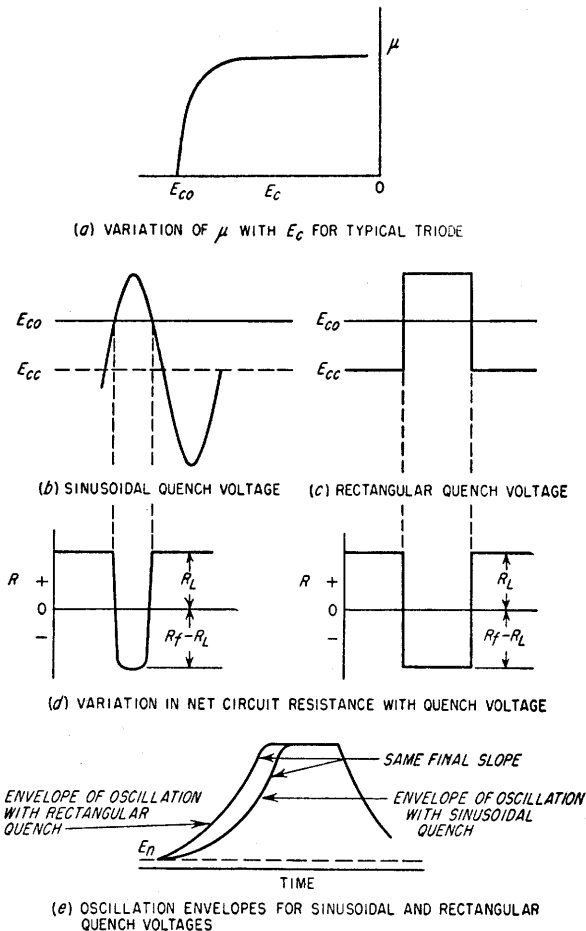 μ
E_co
E_c
0
(a) VARIATION OF μ WITH E_c FOR TYPICAL TRIODE
E_co
E_cc
(b) SINUSOIDAL QUENCH VOLTAGE
E_co
E_cc
(c) RECTANGULAR QUENCH VOLTAGE
R
+
0
−
R_L
R_f−R_L
R
+
0
−
R_L
R_f−R_L
(d) VARIATION IN NET CIRCUIT RESISTANCE WITH QUENCH VOLTAGE
SAME FINAL SLOPE
ENVELOPE OF OSCILLATION
WITH RECTANGULAR
QUENCH
ENVELOPE OF OSCILLATION
WITH SINUSOIDAL
QUENCH
E_n
TIME
(e) OSCILLATION ENVELOPES FOR SINUSOIDAL AND RECTANGULAR
QUENCH VOLTAGES